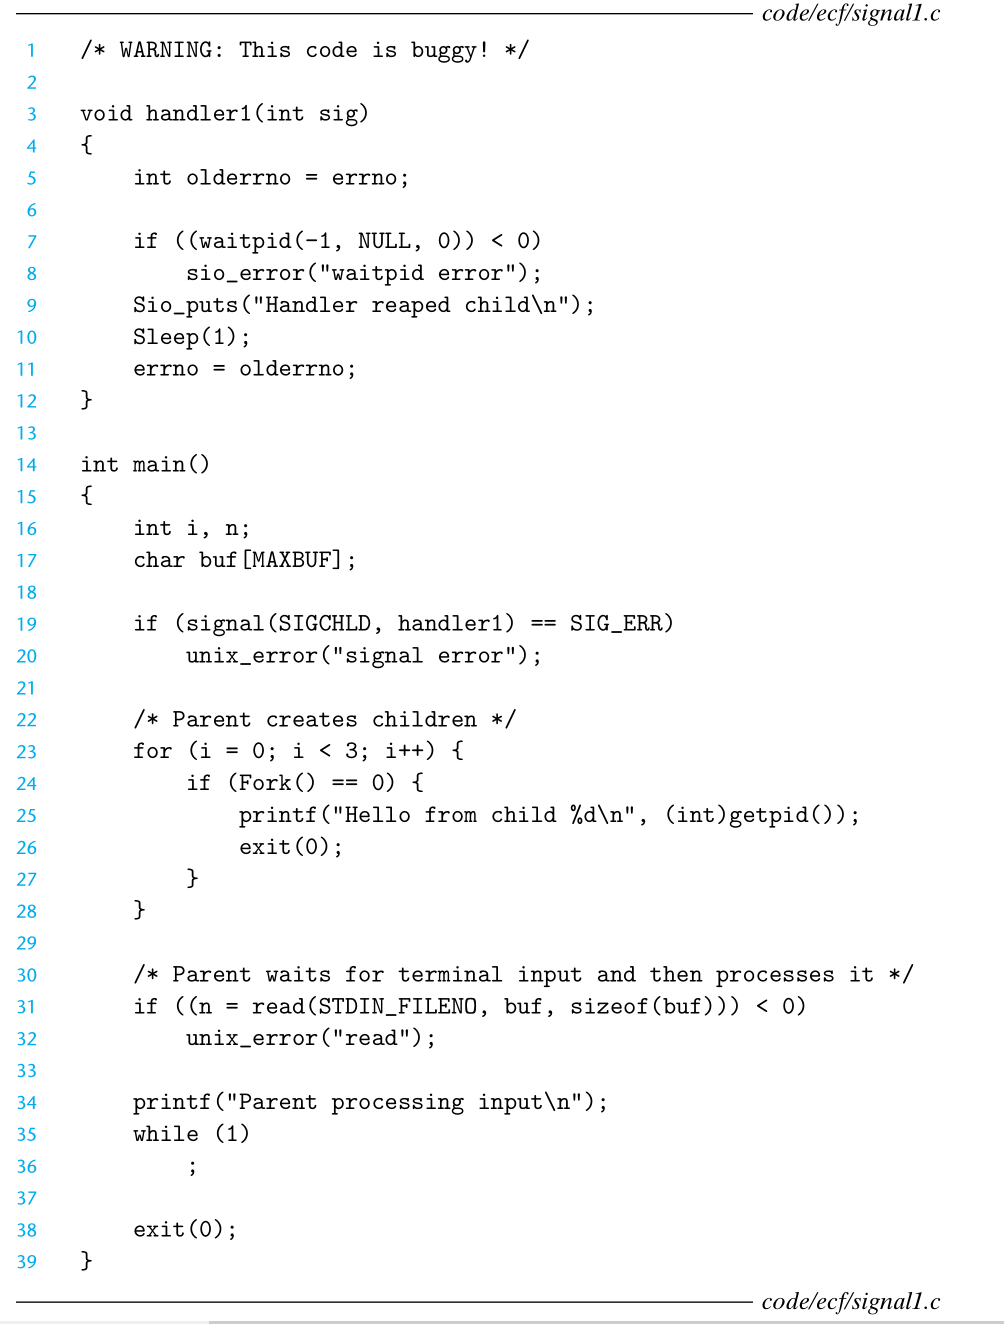 code/ecf/signal1.c
1 /* WARNING: This code is buggy! */
2
3 void handler1(int sig)
4 {
5     int olderrno = errno;
6
7     if ((waitpid(-1, NULL, 0)) < 0)
8         sio_error("waitpid error");
9     Sio_puts("Handler reaped child\n");
10     Sleep(1);
11     errno = olderrno;
12 }
13
14 int main()
15 {
16     int i, n;
17     char buf[MAXBUF];
18
19     if (signal(SIGCHLD, handler1) == SIG_ERR)
20         unix_error("signal error");
21
22     /* Parent creates children */
23     for (i = 0; i < 3; i++) {
24         if (Fork() == 0) {
25             printf("Hello from child %d\n", (int)getpid());
26             exit(0);
27         }
28     }
29
30     /* Parent waits for terminal input and then processes it */
31     if ((n = read(STDIN_FILENO, buf, sizeof(buf))) < 0)
32         unix_error("read");
33
34     printf("Parent processing input\n");
35     while (1)
36         ;
37
38     exit(0);
39 }
code/ecf/signal1.c